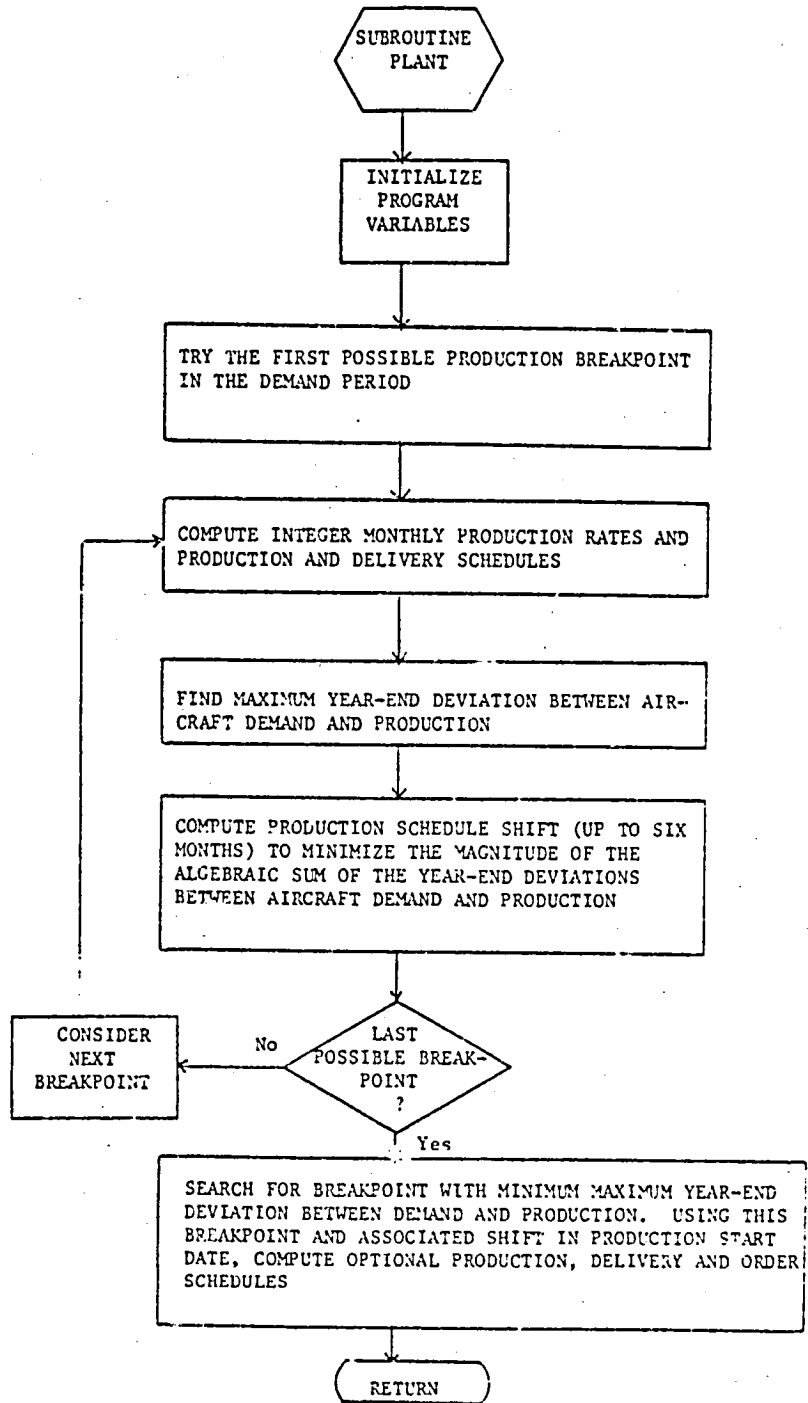 SUBROUTINE
PLANT
INITIALIZE
PROGRAM
VARIABLES
TRY THE FIRST POSSIBLE PRODUCTION BREAKPOINT
IN THE DEMAND PERIOD
COMPUTE INTEGER MONTHLY PRODUCTION RATES AND
PRODUCTION AND DELIVERY SCHEDULES
FIND MAXIMUM YEAR-END DEVIATION BETWEEN AIR-
CRAFT DEMAND AND PRODUCTION
COMPUTE PRODUCTION SCHEDULE SHIFT (UP TO SIX
MONTHS) TO MINIMIZE THE MAGNITUDE OF THE
ALGEBRAIC SUM OF THE YEAR-END DEVIATIONS
BETWEEN AIRCRAFT DEMAND AND PRODUCTION
CONSIDER
NEXT
BREAKPOINT
No
LAST
POSSIBLE BREAK-
POINT
?
Yes
SEARCH FOR BREAKPOINT WITH MINIMUM MAXIMUM YEAR-END
DEVIATION BETWEEN DEMAND AND PRODUCTION. USING THIS
BREAKPOINT AND ASSOCIATED SHIFT IN PRODUCTION START
DATE, COMPUTE OPTIONAL PRODUCTION, DELIVERY AND ORDER
SCHEDULES
RETURN